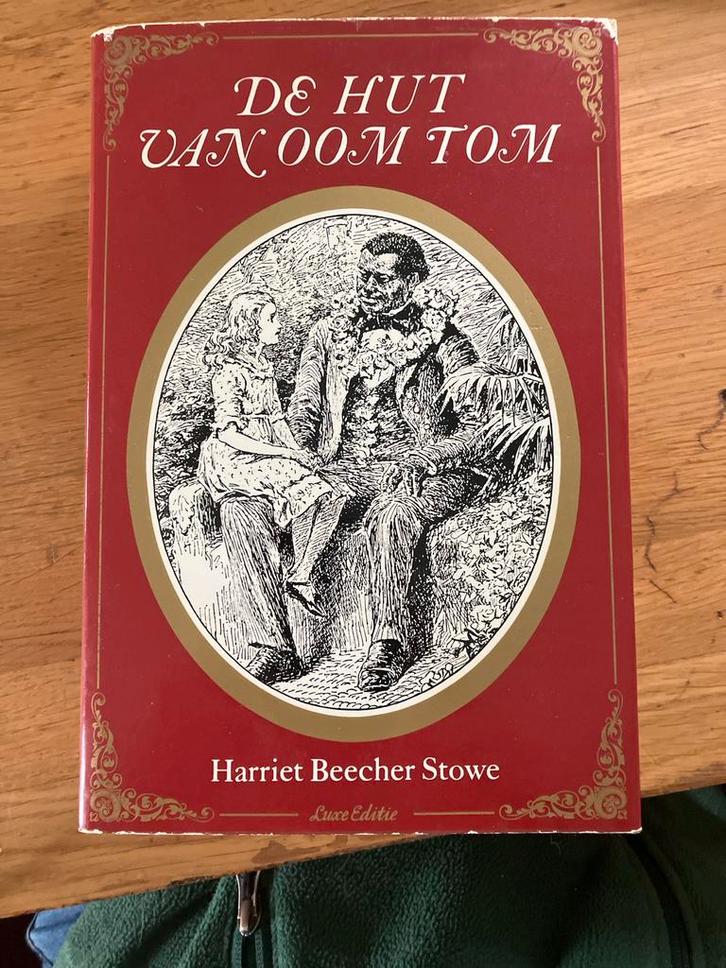 DE HUT
VAN OOM TOM
Harriet Beecher Stowe
Luxe Editie